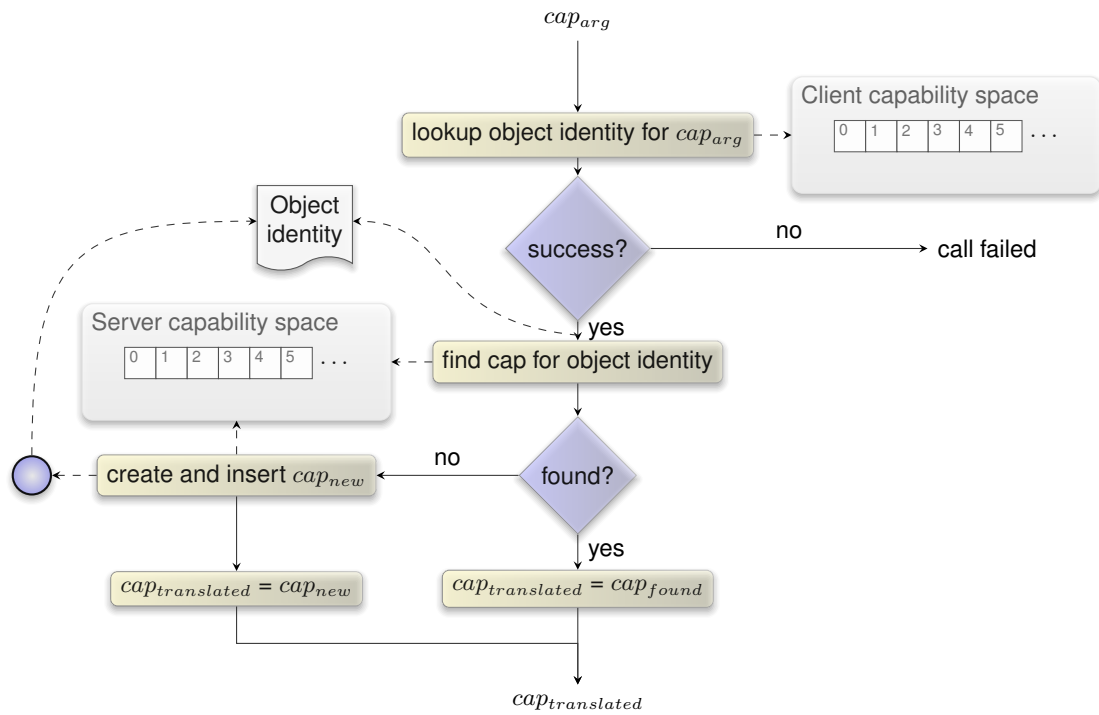 cap_arg
lookup object identity for cap_arg
Client capability space
0 1 2 3 4 5 ...
Object
identity
success?
no
call failed
yes
Server capability space
0 1 2 3 4 5 ...
find cap for object identity
create and insert cap_new
no
found?
yes
cap_translated = cap_new
cap_translated = cap_found
cap_translated